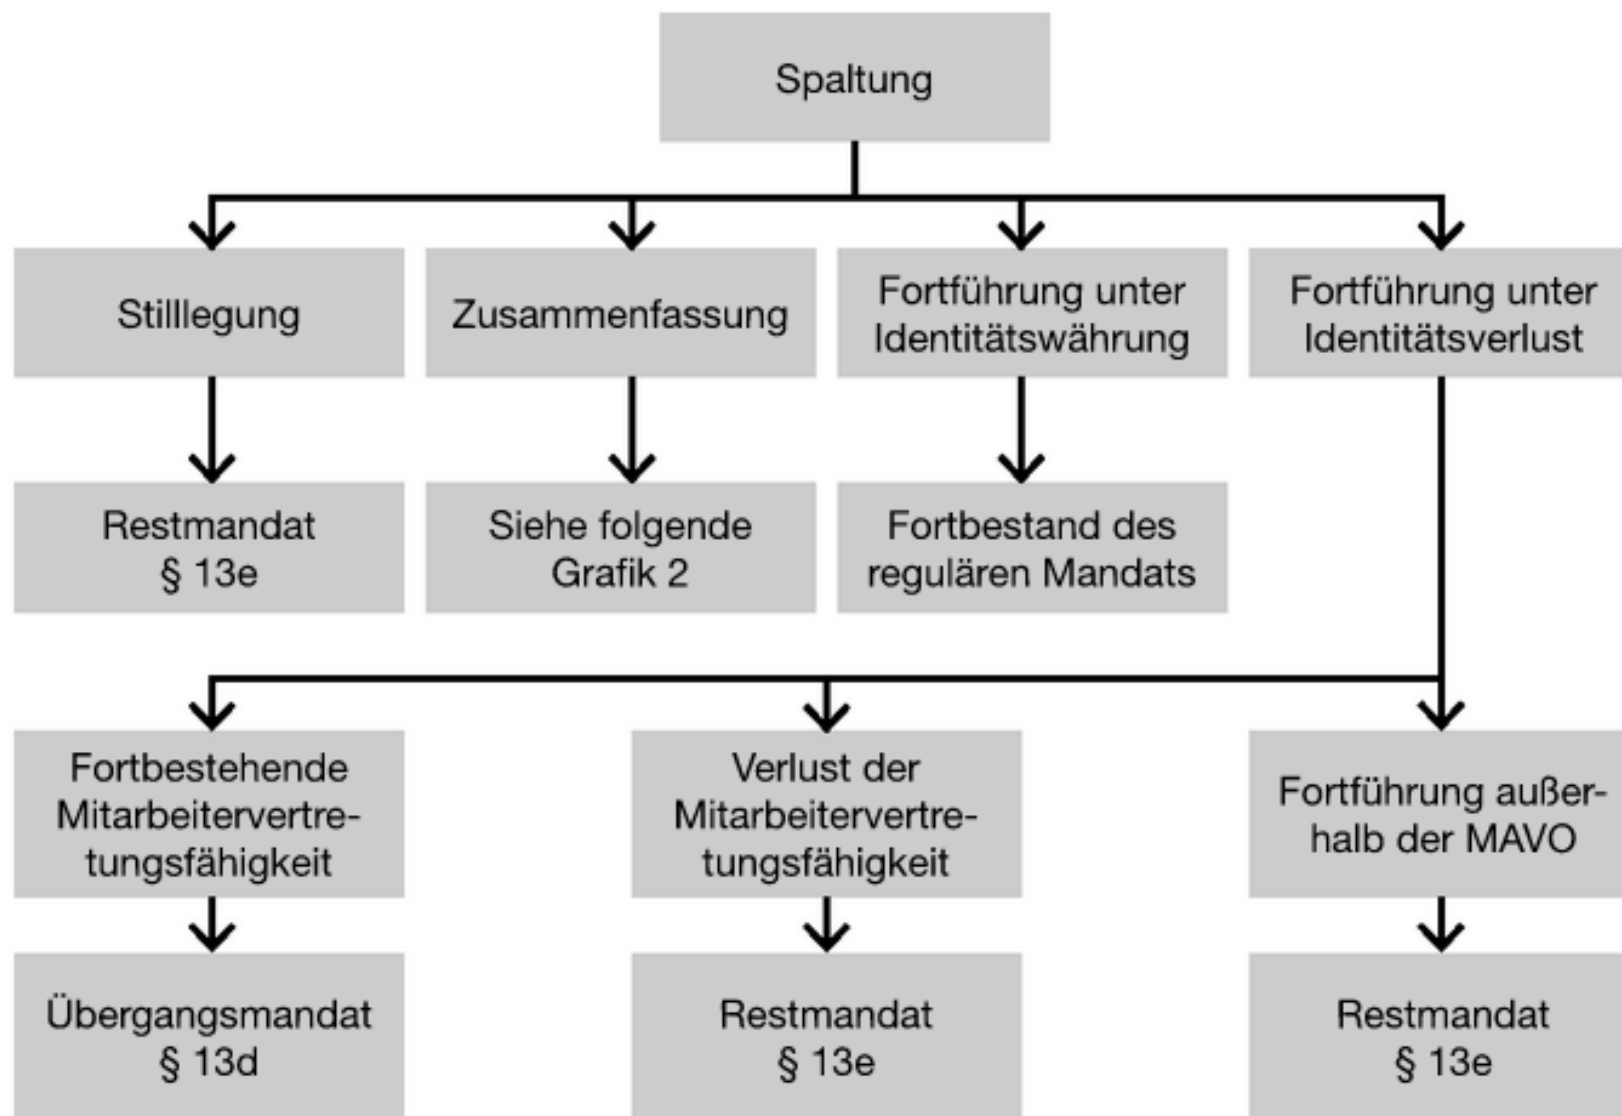 Spaltung
Stilllegung
Zusammenfassung
Fortführung unter
Identitätswährung
Fortführung unter
Identitätsverlust
Restmandat
§ 13e
Siehe folgende
Grafik 2
Fortbestand des
regulären Mandats
Fortbestehende
Mitarbeitervertre-
tungsfähigkeit
Verlust der
Mitarbeitervertre-
tungsfähigkeit
Fortführung außer-
halb der MAVO
Übergangsmandat
§ 13d
Restmandat
§ 13e
Restmandat
§ 13e